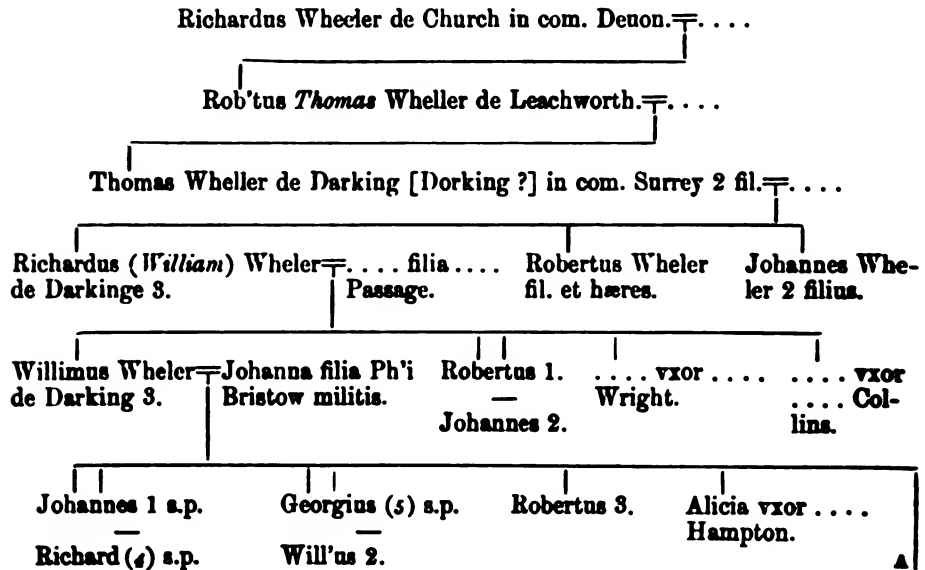 Richardus Wheeler de Church in com. Deuon.=. . . .
Rob'tus Thomas Wheller de Leachworth.=. . . .
Thomas Wheller de Darking [Dorking ?] in com. Surrey 2 fil.=. . . .
Richardus (William) Wheler=. . . . filia . . . . Robertus Wheler Johannes Whe-
de Darkinge 3. Passage. fil. et hæres. ler 2 filius.
Willimus Wheler=Johanna filia Ph'i Robertus 1. . . . . vxor . . . . . . . . vxor
de Darking 3. Bristow militis. — Wright. . . . . Col-
Johannes 2. lins.
Johannes 1 s.p. Georgius (5) s.p. Robertus 3. Alicia vxor . . . .
— — Hampton.
Richard (4) s.p. Will'us 2. A